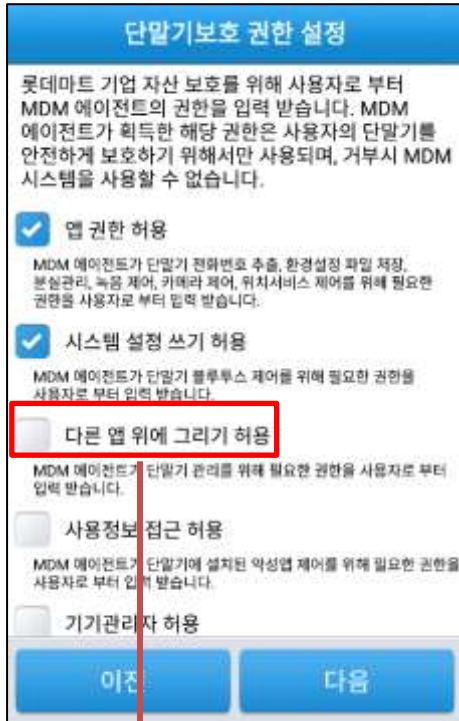 단말기보호 권한 설정
롯데마트 기업 자산 보호를 위해 사용자로 부터
MDM 에이전트의 권한을 입력 받습니다. MDM
에이전트가 획득한 해당 권한은 사용자의 단말기를
안전하게 보호하기 위해서만 사용되며, 거부시 MDM
시스템을 사용할 수 없습니다.
앱 권한 허용
MDM 에이전트가 단말기 전화번호 추출, 환경설정 파일 저장,
분실관리, 녹음 제어, 카메라 제어, 위치서비스 제어를 위해 필요한
권한을 사용자로 부터 입력 받습니다.
시스템 설정 쓰기 허용
MDM 에이전트가 단말기 블루투스 제어를 위해 필요한 권한을
사용자로 부터 입력 받습니다.
다른 앱 위에 그리기 허용
MDM 에이전트가 단말기 관리를 위해 필요한 권한을 사용자로 부터
입력 받습니다.
사용정보 접근 허용
MDM 에이전트가 단말기에 설치된 악성앱 제어를 위해 필요한 권한을
사용자로 부터 입력 받습니다.
기기관리자 허용
이전
다음